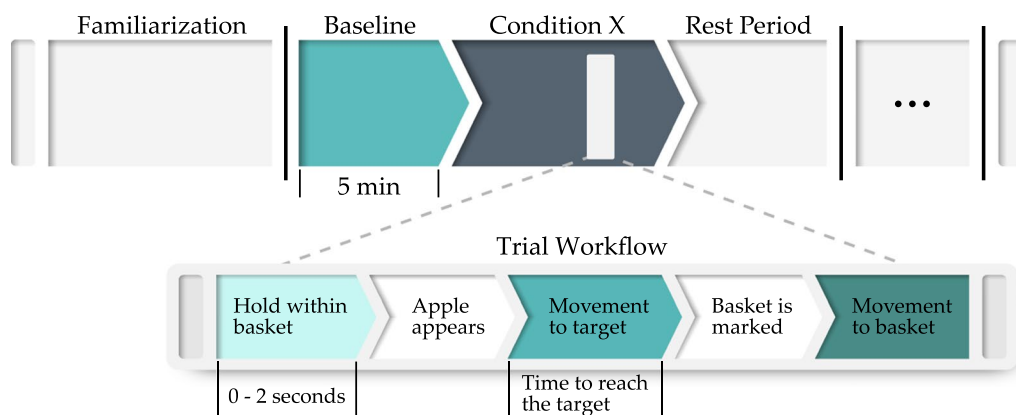 Familiarization
Baseline
Condition X
Rest Period
...
5 min
Trial Workflow
Hold within
basket
Apple
appears
Movement
to target
Basket is
marked
Movement
to basket
0 - 2 seconds
Time to reach
the target